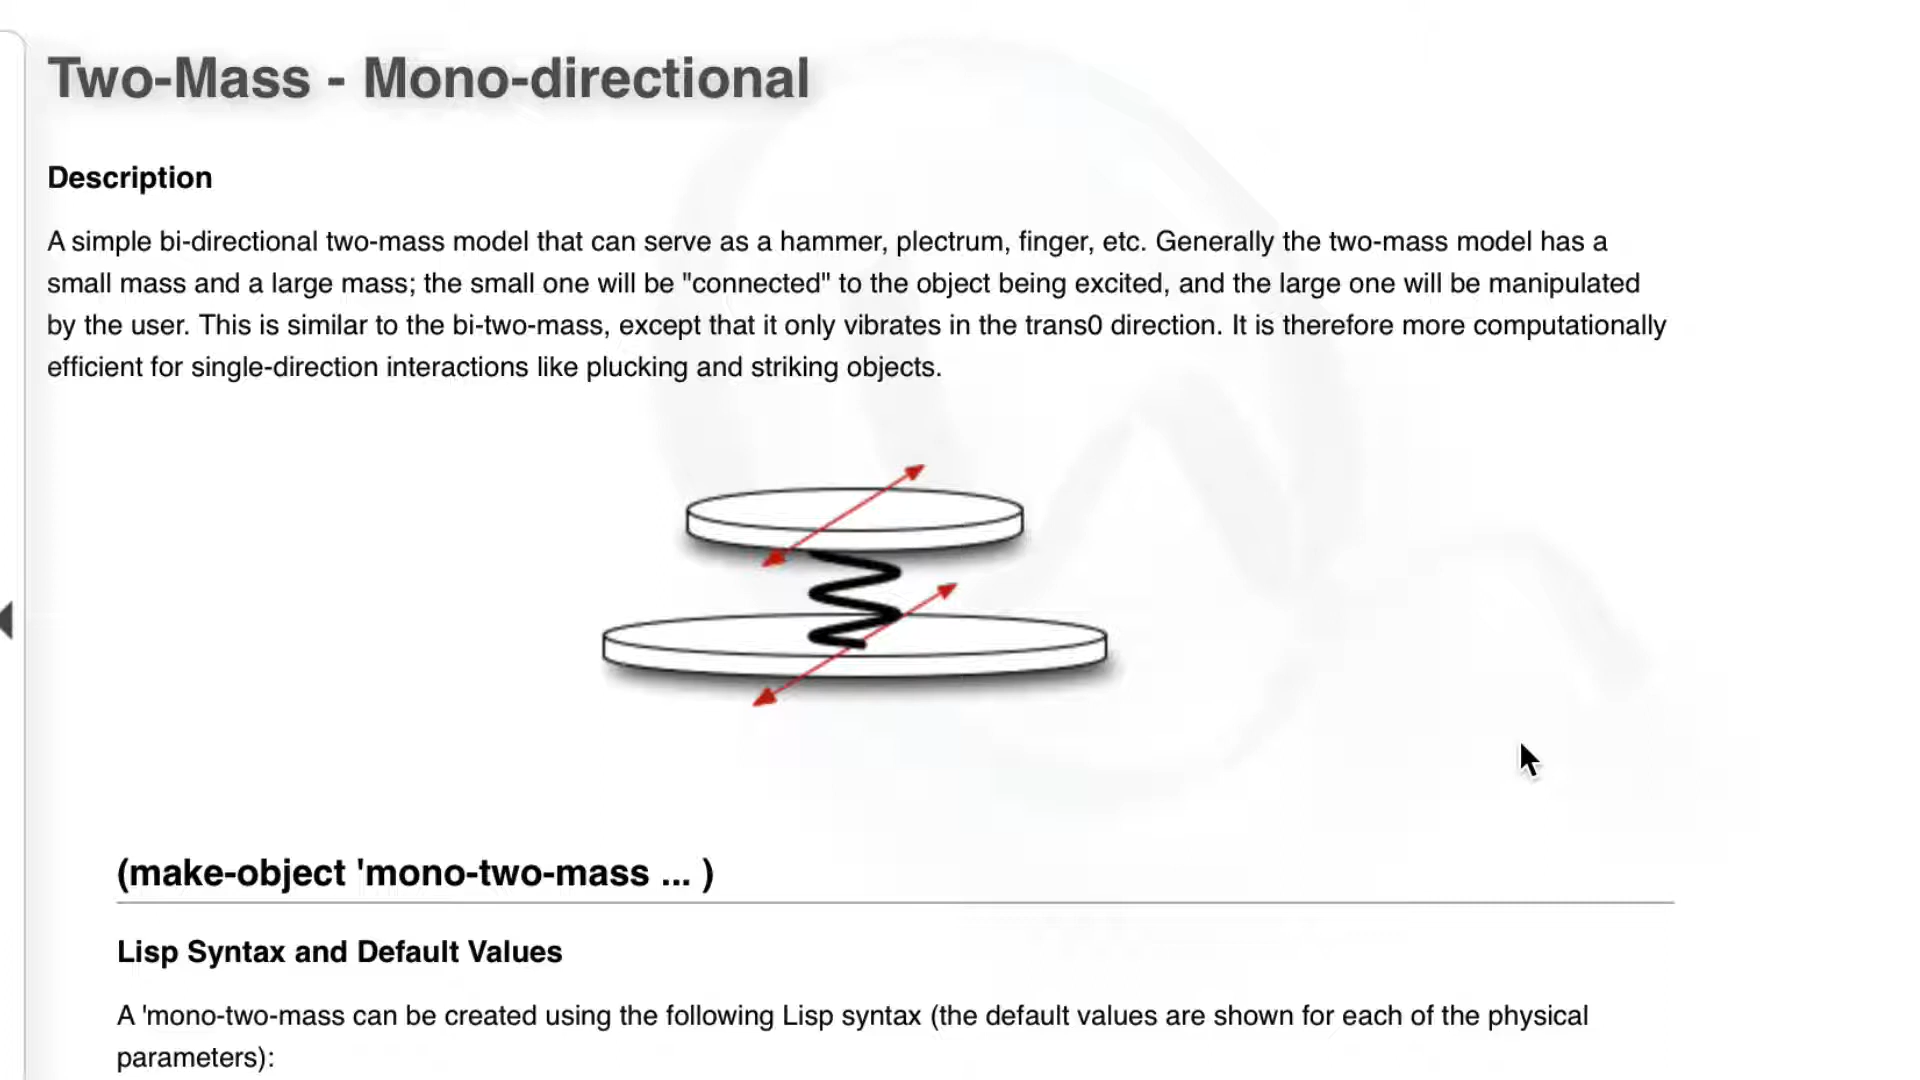 Two-Mass - Mono-directional
Description
A simple bi-directional two-mass model that can serve as a hammer, plectrum, finger, etc. Generally the two-mass model has a
small mass and a large mass; the small one will be "connected" to the object being excited, and the large one will be manipulated
by the user. This is similar to the bi-two-mass, except that it only vibrates in the trans0 direction. It is therefore more computationally
efficient for single-direction interactions like plucking and striking objects.
(make-object 'mono-two-mass ... )
Lisp Syntax and Default Values
A 'mono-two-mass can be created using the following Lisp syntax (the default values are shown for each of the physical
parameters):